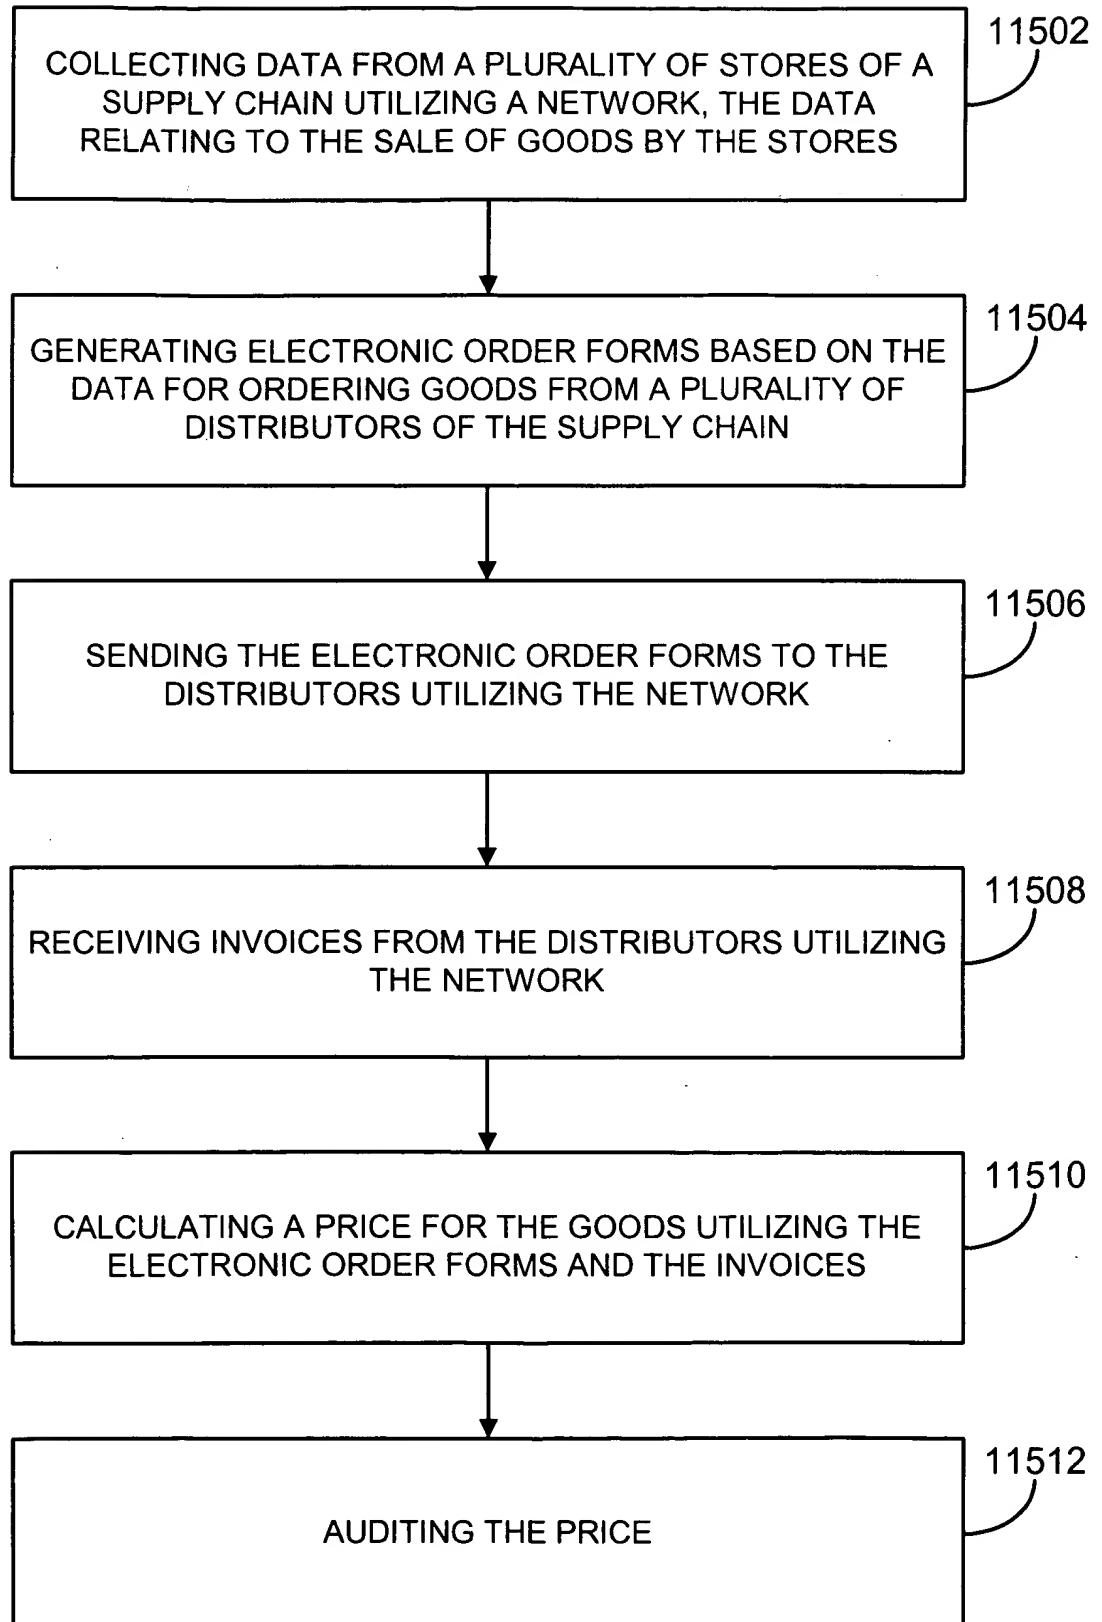 11502
COLLECTING DATA FROM A PLURALITY OF STORES OF A
SUPPLY CHAIN UTILIZING A NETWORK, THE DATA
RELATING TO THE SALE OF GOODS BY THE STORES
11504
GENERATING ELECTRONIC ORDER FORMS BASED ON THE
DATA FOR ORDERING GOODS FROM A PLURALITY OF
DISTRIBUTORS OF THE SUPPLY CHAIN
11506
SENDING THE ELECTRONIC ORDER FORMS TO THE
DISTRIBUTORS UTILIZING THE NETWORK
11508
RECEIVING INVOICES FROM THE DISTRIBUTORS UTILIZING
THE NETWORK
11510
CALCULATING A PRICE FOR THE GOODS UTILIZING THE
ELECTRONIC ORDER FORMS AND THE INVOICES
11512
AUDITING THE PRICE